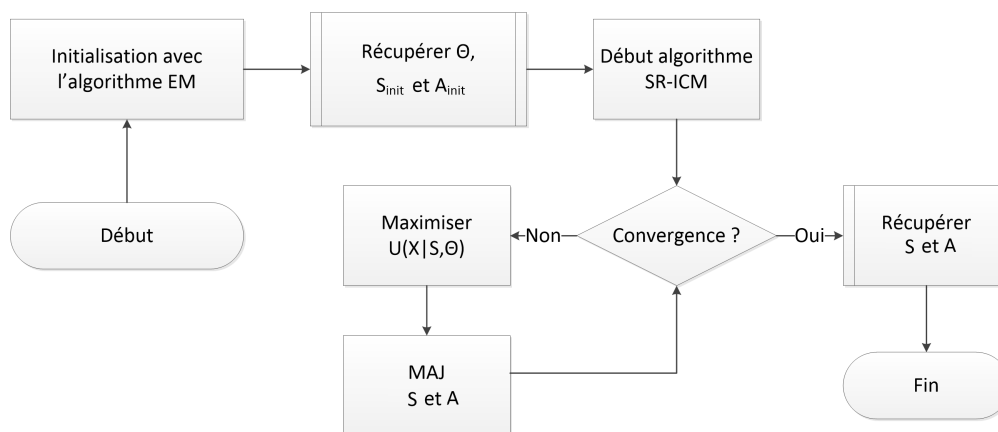 Initialisation avec
l'algorithme EM
Récupérer Θ,
Sinit et Ainit
Début algorithme
SR-ICM
Début
Maximiser
U(X|S,Θ)
Non
Convergence ?
Oui
Récupérer
S et A
MAJ
S et A
Fin